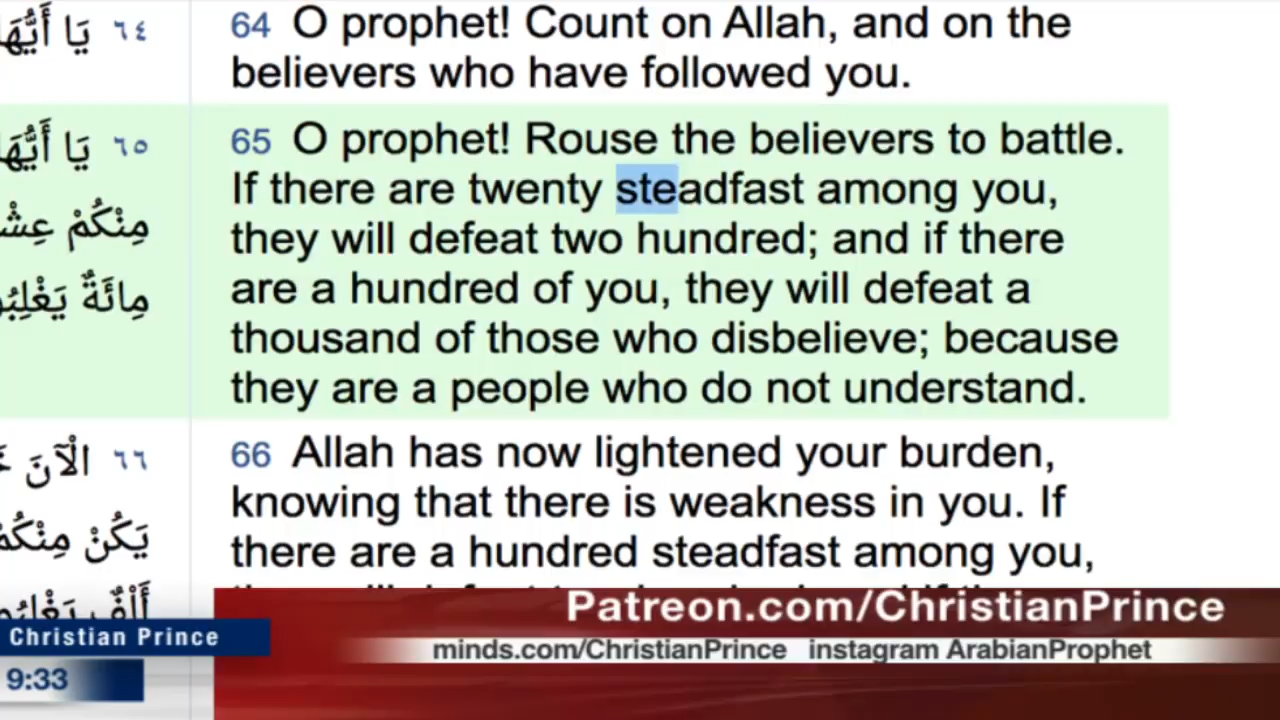 ٦٤ يَا أَيُّهَا
64 O prophet! Count on Allah, and on the
believers who have followed you.
٦٥ يَا أَيُّهَا
مِنْكُمْ
مِائَةٌ
65 O prophet! Rouse the believers to battle.
If there are twenty steadfast among you,
they will defeat two hundred; and if there
are a hundred of you, they will defeat a
thousand of those who disbelieve; because
they are a people who do not understand.
٦٦ الْآنَ
يَكُنْ
66 Allah has now lightened your burden,
knowing that there is weakness in you. If
there are a hundred steadfast among you,
Patreon.com/ChristianPrince
Christian Prince
minds.com/ChristianPrince instagram ArabianProphet
9:33